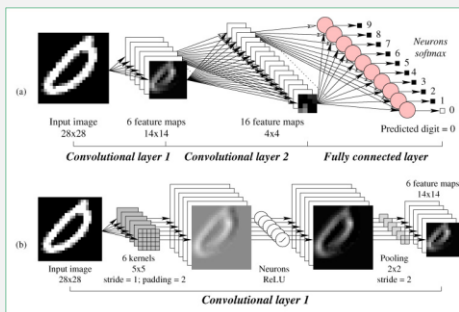 9
8
7
6
5
4
3
2
1
0
Neurons
softmax
(a)
Input image
28x28
6 feature maps
14x14
16 feature maps
4x4
Predicted digit = 0
Convolutional layer 1
Convolutional layer 2
Fully connected layer
6 feature maps
14x14
(b)
Input image
28x28
6 kernels
5x5
stride = 1; padding = 2
Neurons
ReLU
Pooling
2x2
stride = 2
Convolutional layer 1